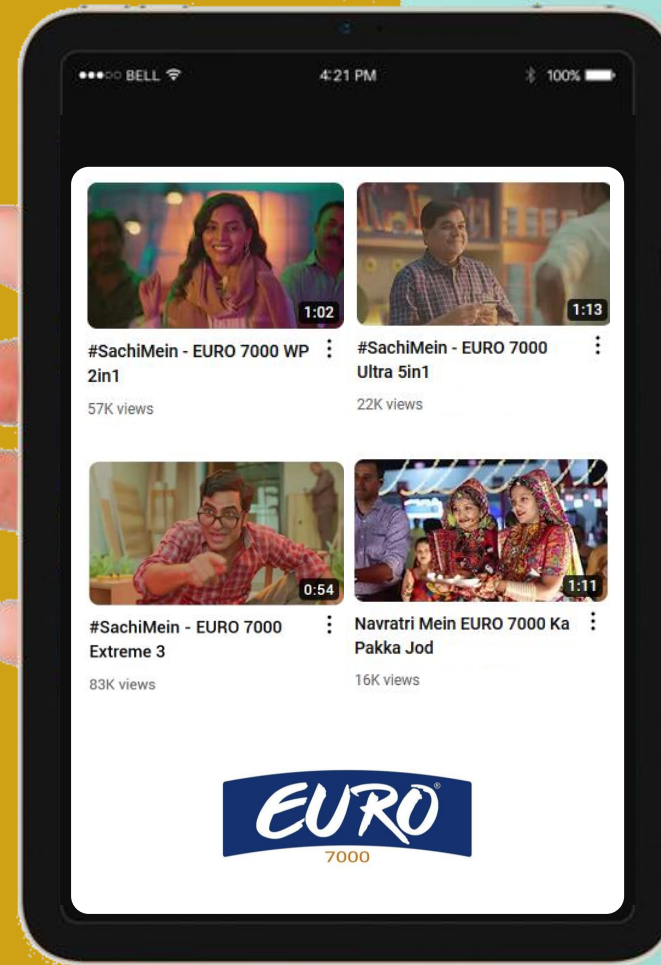 BELL 4:21 PM 100%
1:02
1:13
#SachiMein - EURO 7000 WP
2in1
57K views
#SachiMein - EURO 7000
Ultra 5in1
22K views
0:54
1:11
#SachiMein - EURO 7000
Extreme 3
83K views
Navratri Mein EURO 7000 Ka
Pakka Jod
16K views
EURO®
7000